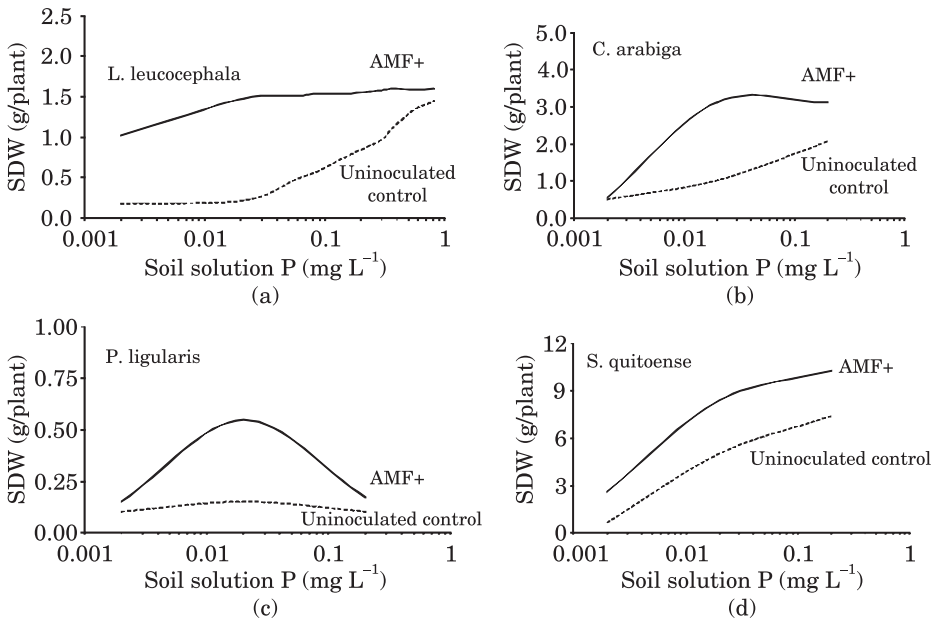 2.5
2.0
1.5
1.0
0.5
0.0
SDW (g/plant)
L. leucocephala
AMF+
Uninoculated
control
0.001
0.01
0.1
1
Soil solution P (mg L⁻¹)
(a)
5.0
4.0
3.0
2.0
1.0
0.0
SDW (g/plant)
C. arabiga
AMF+
Uninoculated
control
0.001
0.01
0.1
1
Soil solution P (mg L⁻¹)
(b)
1.00
0.75
0.50
0.25
0.00
SDW (g/plant)
P. ligularis
AMF+
Uninoculated control
0.001
0.01
0.1
1
Soil solution P (mg L⁻¹)
(c)
12
9
6
3
0
SDW (g/plant)
S. quitoense
AMF+
Uninoculated control
0.001
0.01
0.1
1
Soil solution P (mg L⁻¹)
(d)